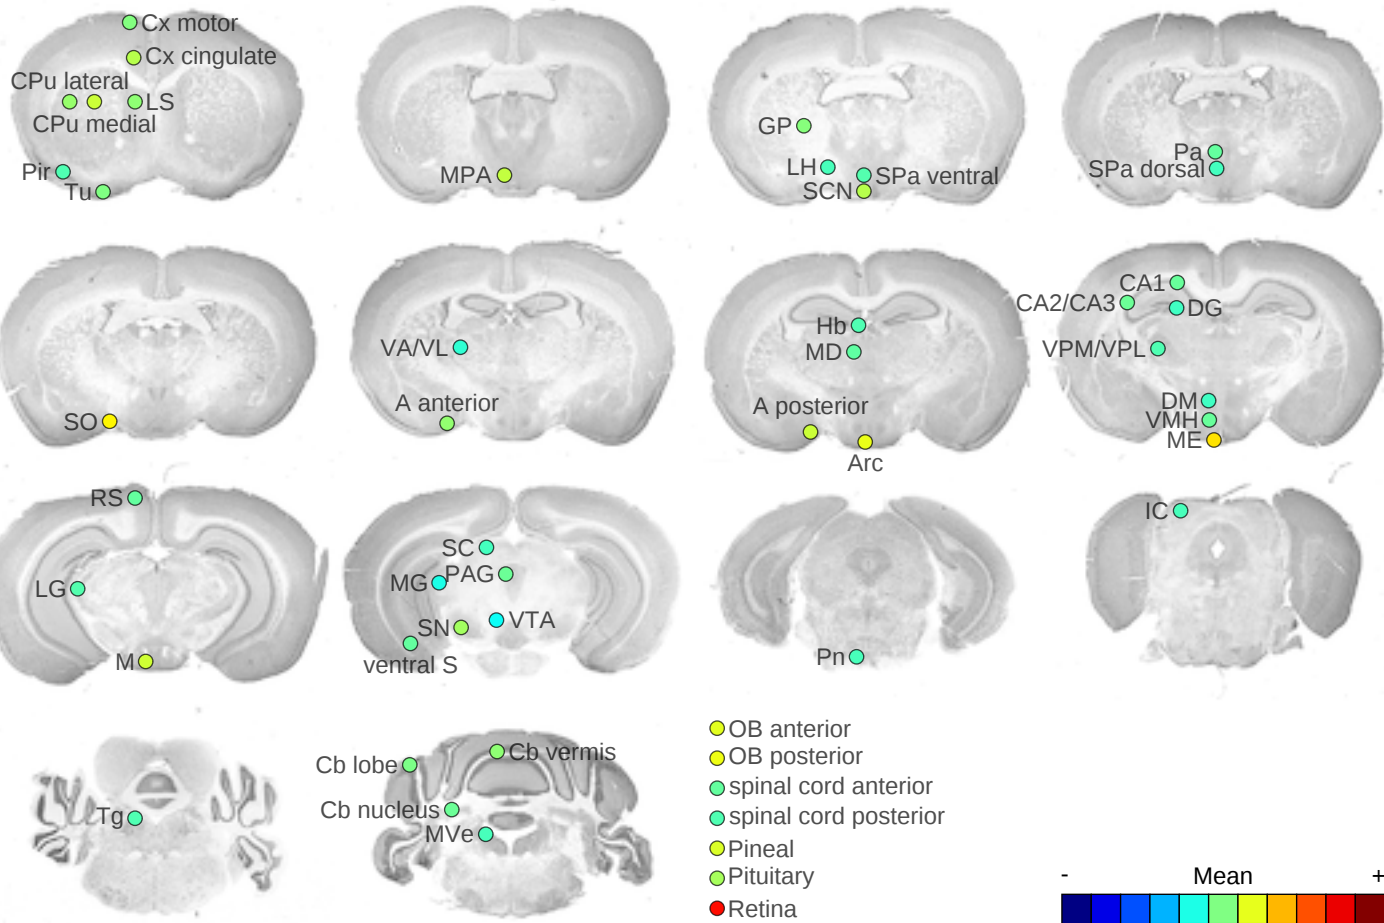 Cx motor
Cx cingulate
CPu lateral
LS
CPu medial
Pir
Tu
MPA
GP
LH
SPa ventral
SCN
Pa
SPa dorsal
SO
VA/VL
A anterior
Hb
MD
A posterior
Arc
CA1
CA2/CA3
DG
VPM/VPL
DM
VMH
ME
RS
LG
M
SC
MG
PAG
SN
VTA
ventral S
Pn
IC
Tg
Cb lobe
Cb vermis
Cb nucleus
MVe
OB anterior
OB posterior
spinal cord anterior
spinal cord posterior
Pineal
Pituitary
Retina
- Mean +